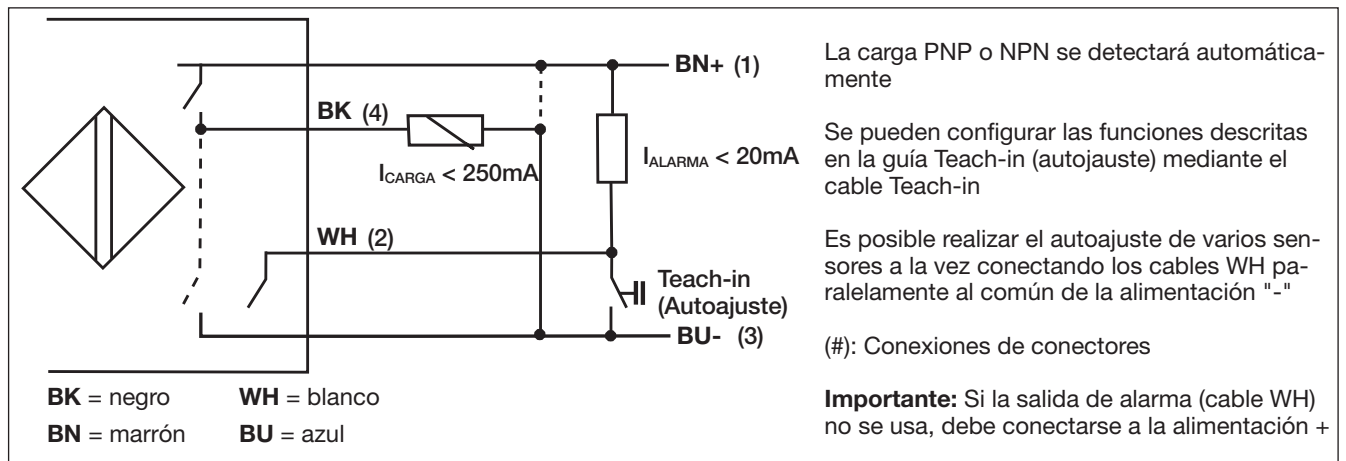 BN+ (1)
BK (4)
I CARGA < 250mA
I ALARMA < 20mA
WH (2)
Teach-in
(Autoajuste)
BU- (3)
BK = negro WH = blanco
BN = marrón BU = azul
La carga PNP o NPN se detectará automática-
mente
Se pueden configurar las funciones descritas
en la guía Teach-in (autojauste) mediante el
cable Teach-in
Es posible realizar el autoajuste de varios sen-
sores a la vez conectando los cables WH pa-
ralelamente al común de la alimentación "-"
(#): Conexiones de conectores
Importante: Si la salida de alarma (cable WH)
no se usa, debe conectarse a la alimentación +